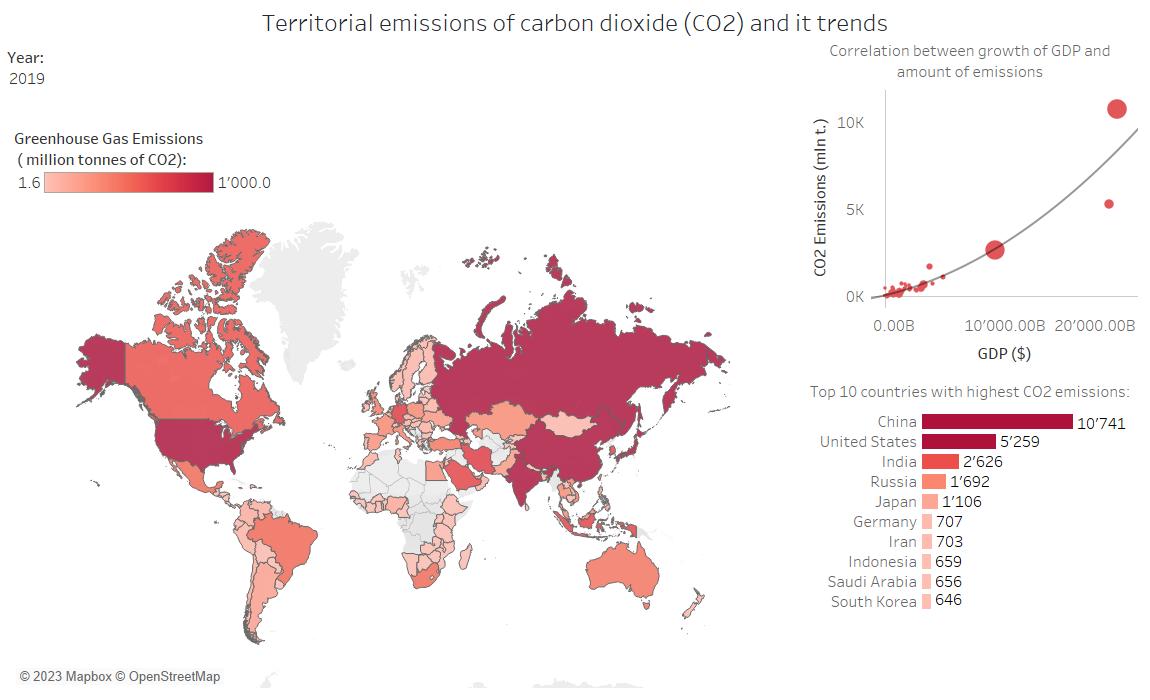 Territorial emissions of carbon dioxide (CO2) and it trends
Year:
2019
Greenhouse Gas Emissions
( million tonnes of CO2):
1.6 1'000.0
Correlation between growth of GDP and
amount of emissions
CO2 Emissions (mln t.)
10K
5K
0K
0.00B 10'000.00B 20'000.00B
GDP ($)
Top 10 countries with highest CO2 emissions:
China 10'741
United States 5'259
India 2'626
Russia 1'692
Japan 1'106
Germany 707
Iran 703
Indonesia 659
Saudi Arabia 656
South Korea 646
© 2023 Mapbox © OpenStreetMap